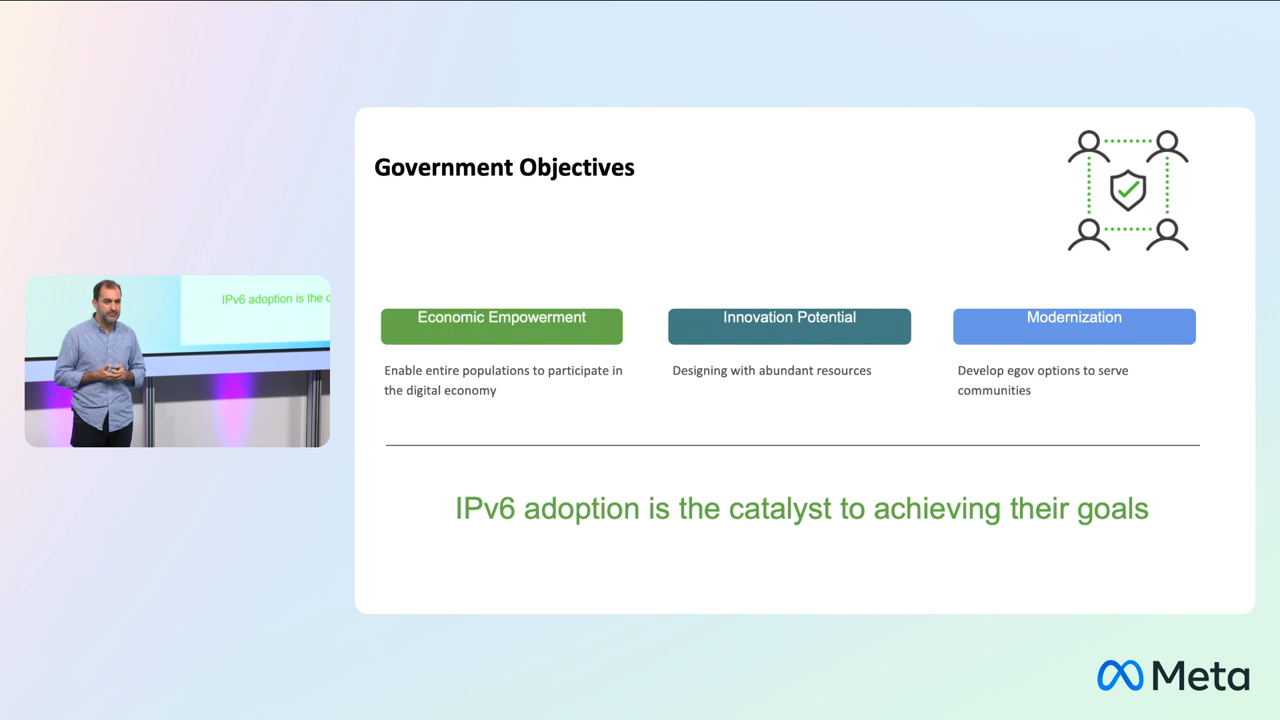 Government Objectives
Economic Empowerment
Enable entire populations to participate in
the digital economy
Innovation Potential
Designing with abundant resources
Modernization
Develop egov options to serve
communities
IPv6 adoption is the catalyst to achieving their goals
IPv6 adoption is the c
Meta